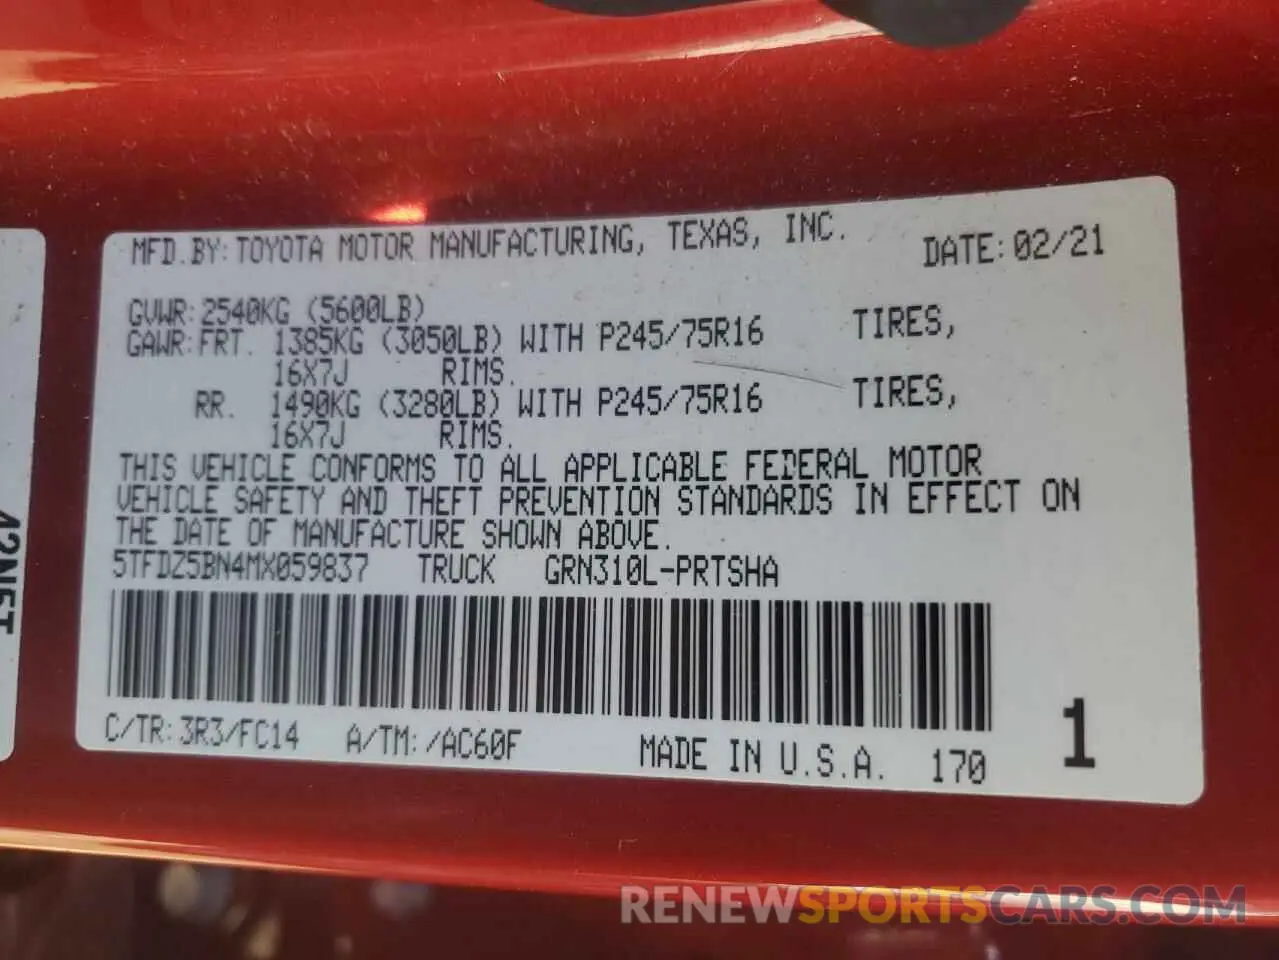 MFD.BY:TOYOTA MOTOR MANUFACTURING, TEXAS, INC. DATE:02/21
GVWR:2540KG (5600LB)
GAWR:FRT. 1385KG (3050LB) WITH P245/75R16 TIRES,
16X7J RIMS.
RR. 1490KG (3280LB) WITH P245/75R16 TIRES,
16X7J RIMS.
THIS VEHICLE CONFORMS TO ALL APPLICABLE FEDERAL MOTOR
VEHICLE SAFETY AND THEFT PREVENTION STANDARDS IN EFFECT ON
THE DATE OF MANUFACTURE SHOWN ABOVE.
5TFDZ5BN4MX059837 TRUCK GRN310L-PRTSHA
C/TR:3R3/FC14 A/TM:/AC60F MADE IN U.S.A. 170 1
RENEWSPORTSCARS.COM